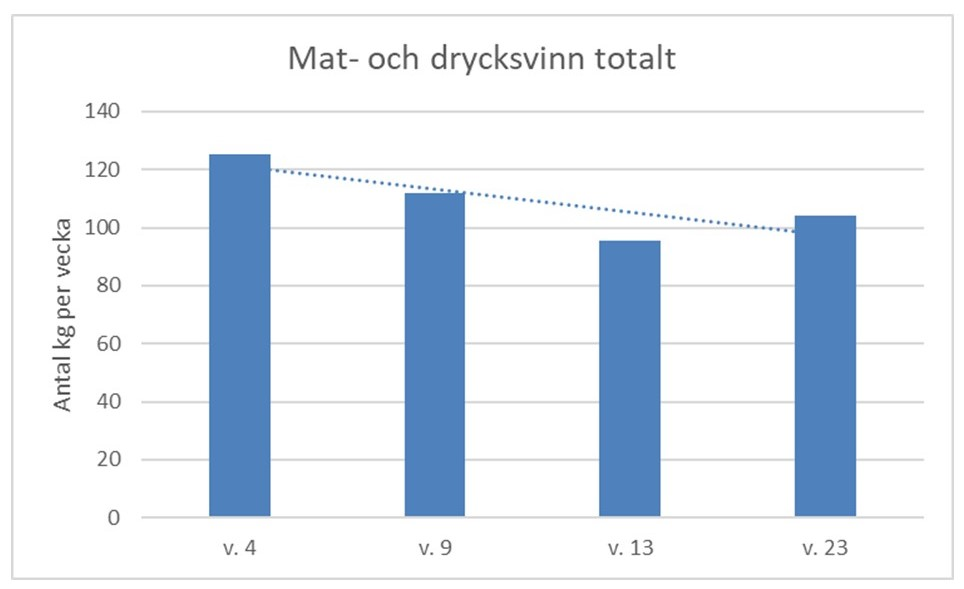 Mat- och drycksvinn totalt
Antal kg per vecka
140
120
100
80
60
40
20
0
v. 4
v. 9
v. 13
v. 23